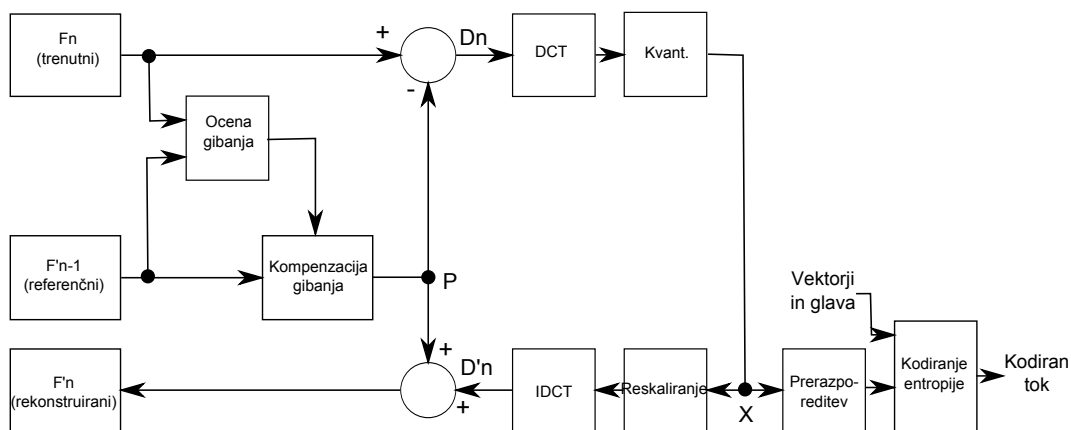 Fn
(trenutni)
+
-
Dn
DCT
Kvant.
Ocena
gibanja
F'n-1
(referenčni)
Kompenzacija
gibanja
P
Vektorji
in glava
F'n
(rekonstruirani)
+
+
D'n
IDCT
Reskaliranje
X
Prerazpo-
reditev
Kodiranje
entropije
Kodiran
tok